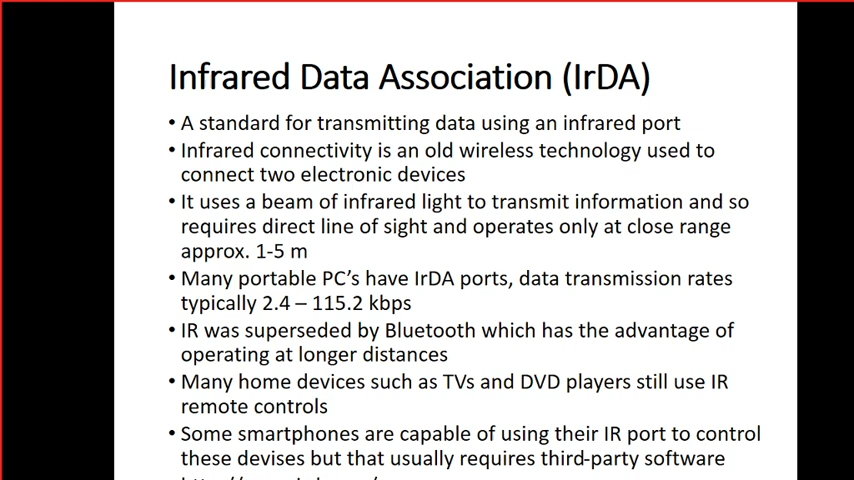 Infrared Data Association (IrDA)
• A standard for transmitting data using an infrared port
• Infrared connectivity is an old wireless technology used to
connect two electronic devices
• It uses a beam of infrared light to transmit information and so
requires direct line of sight and operates only at close range
approx. 1-5 m
• Many portable PC's have IrDA ports, data transmission rates
typically 2.4 – 115.2 kbps
• IR was superseded by Bluetooth which has the advantage of
operating at longer distances
• Many home devices such as TVs and DVD players still use IR
remote controls
• Some smartphones are capable of using their IR port to control
these devises but that usually requires third-party software